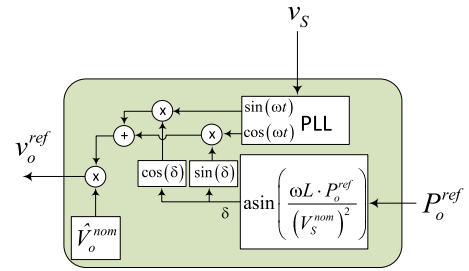 v_S
sin(ωt)
PLL
cos(ωt)
x
+
x
v_o^{ref}
x
cos(δ)
sin(δ)
asin( ωL · P_o^{ref} / (V_S^{nom})^2 )
P_o^{ref}
δ
V̂_o^{nom}